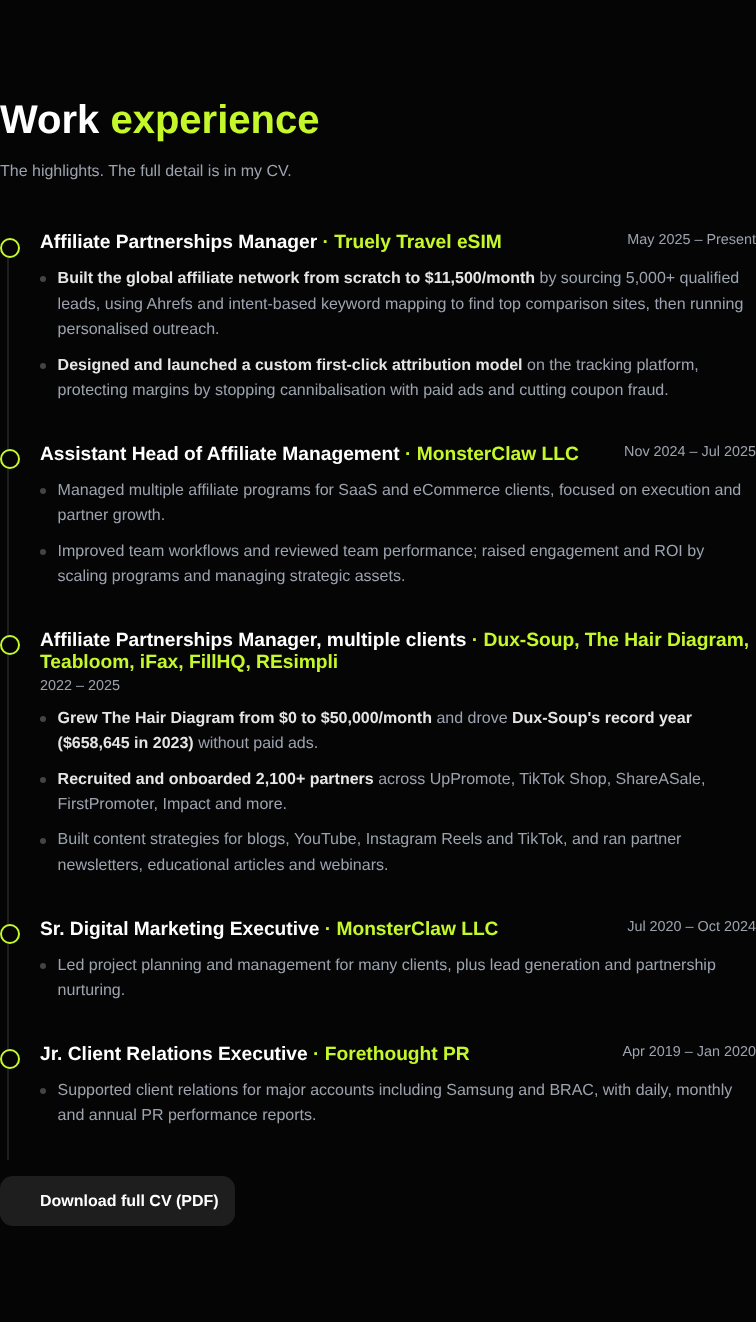 Work experience
The highlights. The full detail is in my CV.
Affiliate Partnerships Manager · Truely Travel eSIM
May 2025 – Present
Built the global affiliate network from scratch to $11,500/month by sourcing 5,000+ qualified
leads, using Ahrefs and intent-based keyword mapping to find top comparison sites, then running
personalised outreach.
Designed and launched a custom first-click attribution model on the tracking platform,
protecting margins by stopping cannibalisation with paid ads and cutting coupon fraud.
Assistant Head of Affiliate Management · MonsterClaw LLC
Nov 2024 – Jul 2025
Managed multiple affiliate programs for SaaS and eCommerce clients, focused on execution and
partner growth.
Improved team workflows and reviewed team performance; raised engagement and ROI by
scaling programs and managing strategic assets.
Affiliate Partnerships Manager, multiple clients · Dux-Soup, The Hair Diagram,
Teabloom, iFax, FillHQ, REsimpli
2022 – 2025
Grew The Hair Diagram from $0 to $50,000/month and drove Dux-Soup's record year
($658,645 in 2023) without paid ads.
Recruited and onboarded 2,100+ partners across UpPromote, TikTok Shop, ShareASale,
FirstPromoter, Impact and more.
Built content strategies for blogs, YouTube, Instagram Reels and TikTok, and ran partner
newsletters, educational articles and webinars.
Sr. Digital Marketing Executive · MonsterClaw LLC
Jul 2020 – Oct 2024
Led project planning and management for many clients, plus lead generation and partnership
nurturing.
Jr. Client Relations Executive · Forethought PR
Apr 2019 – Jan 2020
Supported client relations for major accounts including Samsung and BRAC, with daily, monthly
and annual PR performance reports.
Download full CV (PDF)